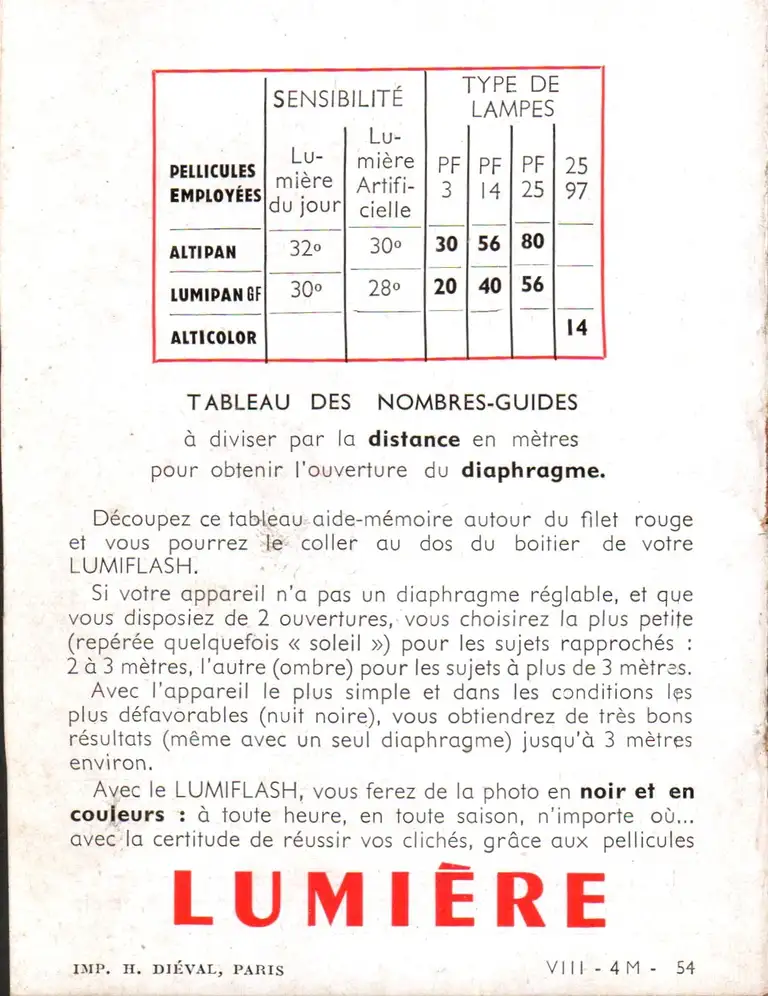 SENSIBILITÉ
TYPE DE
LAMPES
PELLICULES
EMPLOYÉES
Lu-
mière
du jour
Lu-
mière
Artifi-
cielle
PF
3
PF
14
PF
25
25
97
ALTIPAN 32° 30° 30 56 80
LUMIPAN GF 30° 28° 20 40 56
ALTICOLOR 14
TABLEAU DES NOMBRES-GUIDES
à diviser par la distance en mètres
pour obtenir l'ouverture du diaphragme.
Découpez ce tableau aide-mémoire autour du filet rouge
et vous pourrez le coller au dos du boitier de votre
LUMIFLASH.
Si votre appareil n'a pas un diaphragme réglable, et que
vous disposiez de 2 ouvertures, vous choisirez la plus petite
(repérée quelquefois « soleil ») pour les sujets rapprochés :
2 à 3 mètres, l'autre (ombre) pour les sujets à plus de 3 mètres.
Avec l'appareil le plus simple et dans les conditions les
plus défavorables (nuit noire), vous obtiendrez de très bons
résultats (même avec un seul diaphragme) jusqu'à 3 mètres
environ.
Avec le LUMIFLASH, vous ferez de la photo en noir et en
couleurs : à toute heure, en toute saison, n'importe où...
avec la certitude de réussir vos clichés, grâce aux pellicules
LUMIÈRE
IMP. H. DIÉVAL, PARIS
VIII - 4 M - 54